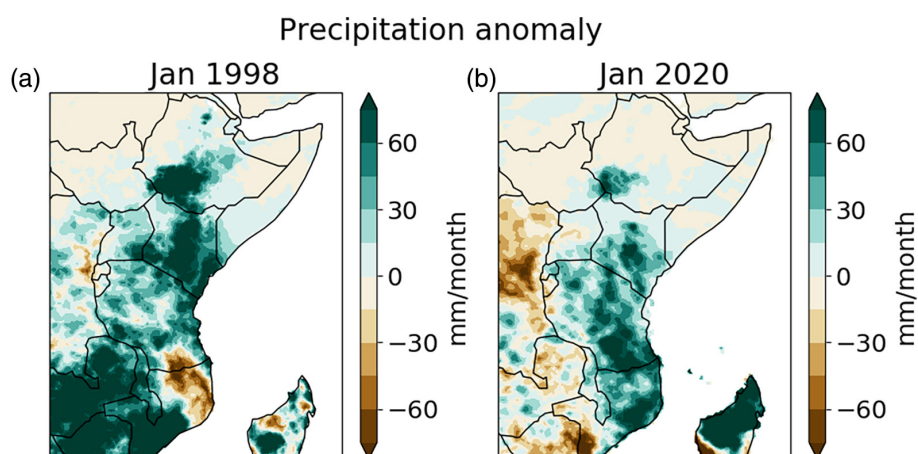 Precipitation anomaly
(a)
Jan 1998
60
30
0
−30
−60
mm/month
(b)
Jan 2020
60
30
0
−30
−60
mm/month